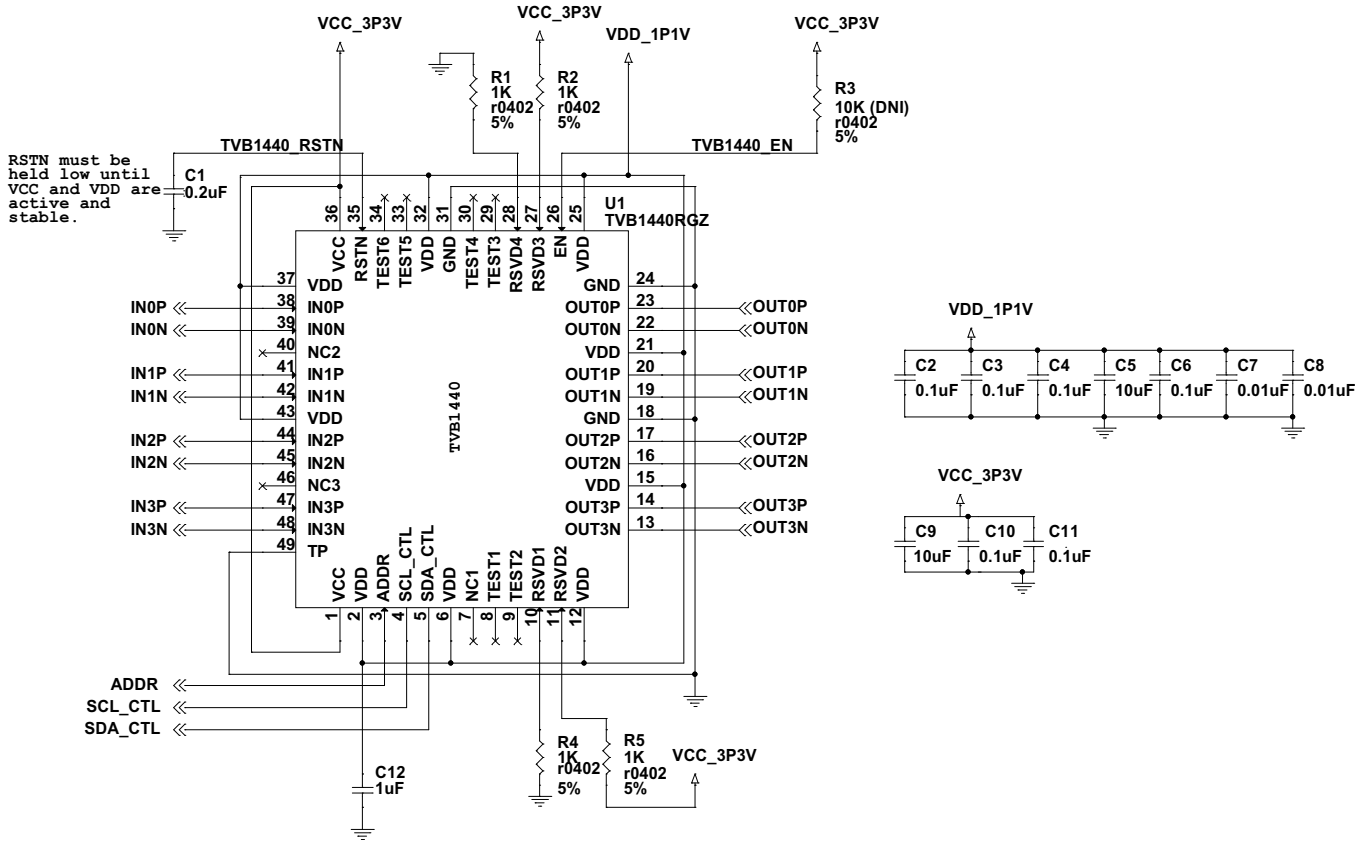 VCC_3P3V
VCC_3P3V
VDD_1P1V
VCC_3P3V
R1
1K
r0402
5%
R2
1K
r0402
5%
R3
10K (DNI)
r0402
5%
TVB1440_RSTN
TVB1440_EN
RSTN must be
held low until
VCC and VDD are
active and
stable.
C1
0.2uF
U1
TVB1440RGZ
36 35 34 33 32 31 30 29 28 27 26 25
VCC RSTN TEST6 TEST5 VDD GND TEST4 TEST3 RSVD4 RSVD3 EN VDD
37 VDD
IN0P 38 IN0P
IN0N 39 IN0N
40 NC2
IN1P 41 IN1P
IN1N 42 IN1N
43 VDD
IN2P 44 IN2P
IN2N 45 IN2N
46 NC3
IN3P 47 IN3P
IN3N 48 IN3N
49 TP
TVB1440
GND 24
OUT0P 23 OUT0P
OUT0N 22 OUT0N
VDD 21
OUT1P 20 OUT1P
OUT1N 19 OUT1N
GND 18
OUT2P 17 OUT2P
OUT2N 16 OUT2N
VDD 15
OUT3P 14 OUT3P
OUT3N 13 OUT3N
VCC VDD ADDR SCL_CTL SDA_CTL VDD NC1 TEST1 TEST2 RSVD1 RSVD2 VDD
1 2 3 4 5 6 7 8 9 10 11 12
ADDR
SCL_CTL
SDA_CTL
C12
1uF
R4
1K
r0402
5%
R5
1K
r0402
5%
VCC_3P3V
VDD_1P1V
C2
0.1uF
C3
0.1uF
C4
0.1uF
C5
10uF
C6
0.1uF
C7
0.01uF
C8
0.01uF
VCC_3P3V
C9
10uF
C10
0.1uF
C11
0.1uF